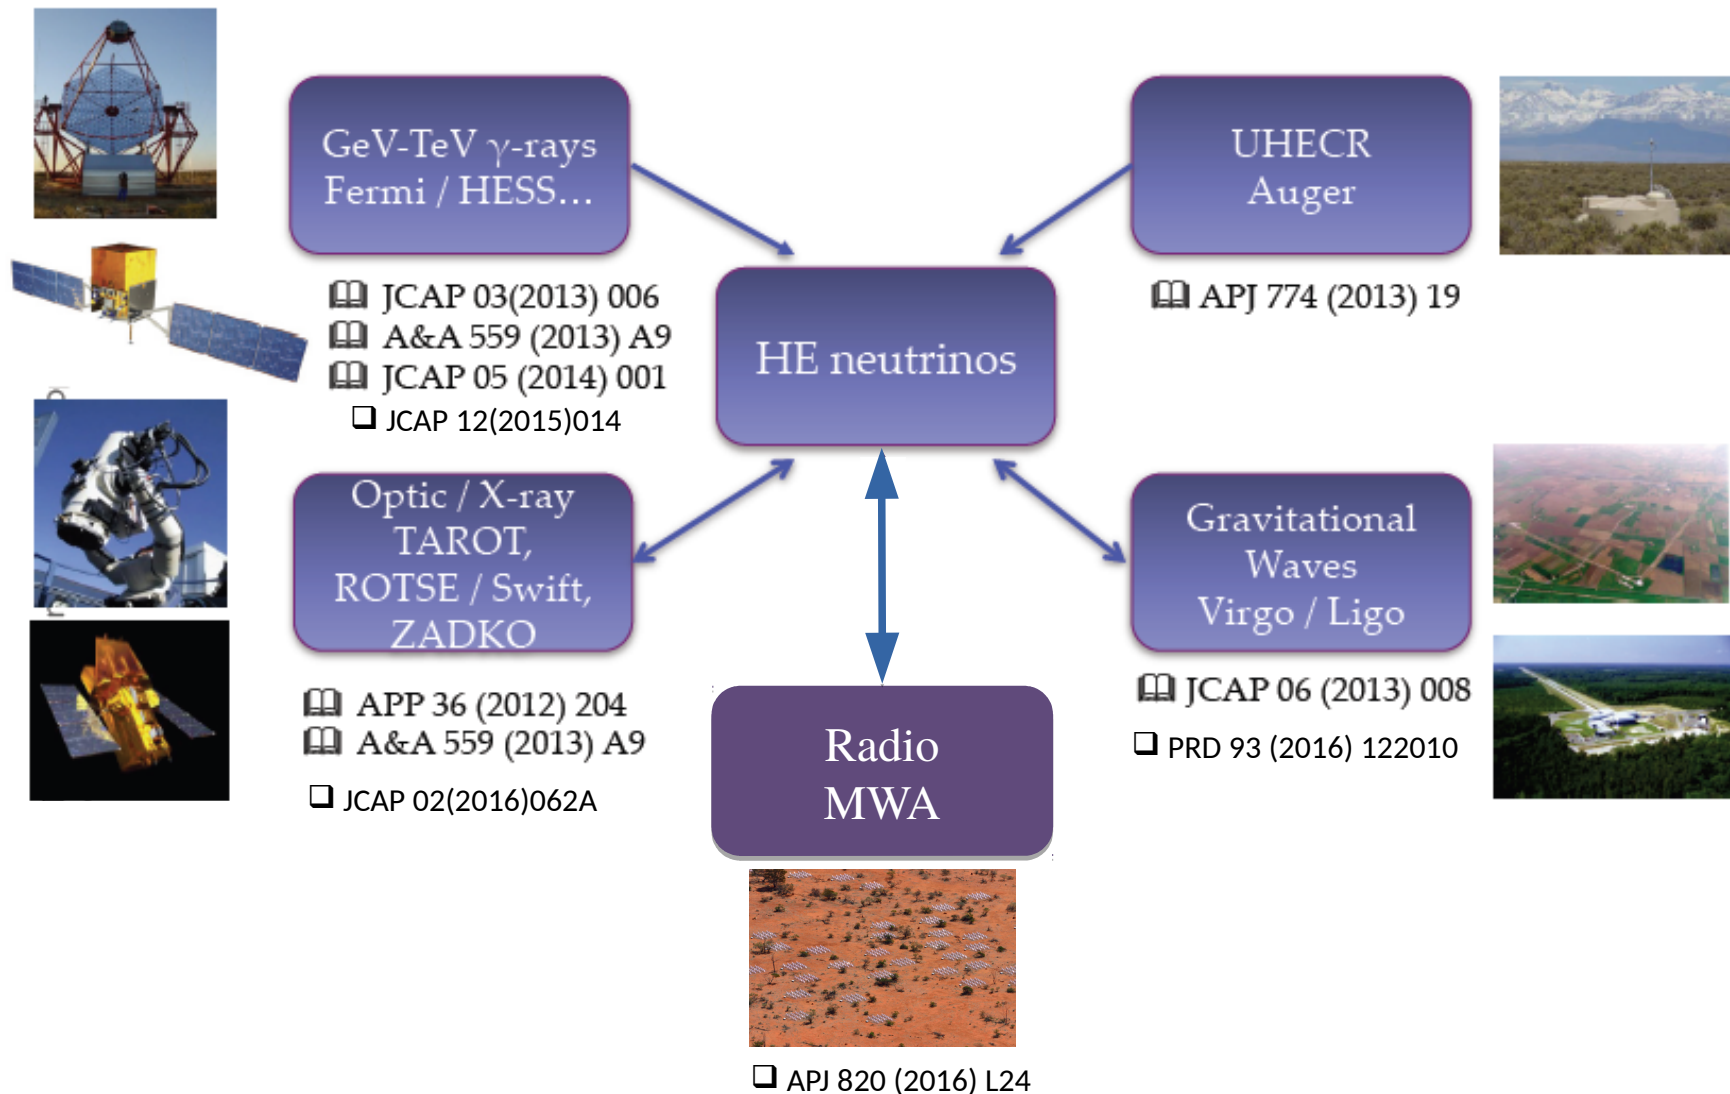 GeV-TeV γ-rays
Fermi / HESS...
JCAP 03(2013) 006
A&A 559 (2013) A9
JCAP 05 (2014) 001
JCAP 12(2015)014
UHECR
Auger
APJ 774 (2013) 19
HE neutrinos
Optic / X-ray
TAROT,
ROTSE / Swift,
ZADKO
APP 36 (2012) 204
A&A 559 (2013) A9
JCAP 02(2016)062A
Gravitational
Waves
Virgo / Ligo
JCAP 06 (2013) 008
PRD 93 (2016) 122010
Radio
MWA
APJ 820 (2016) L24